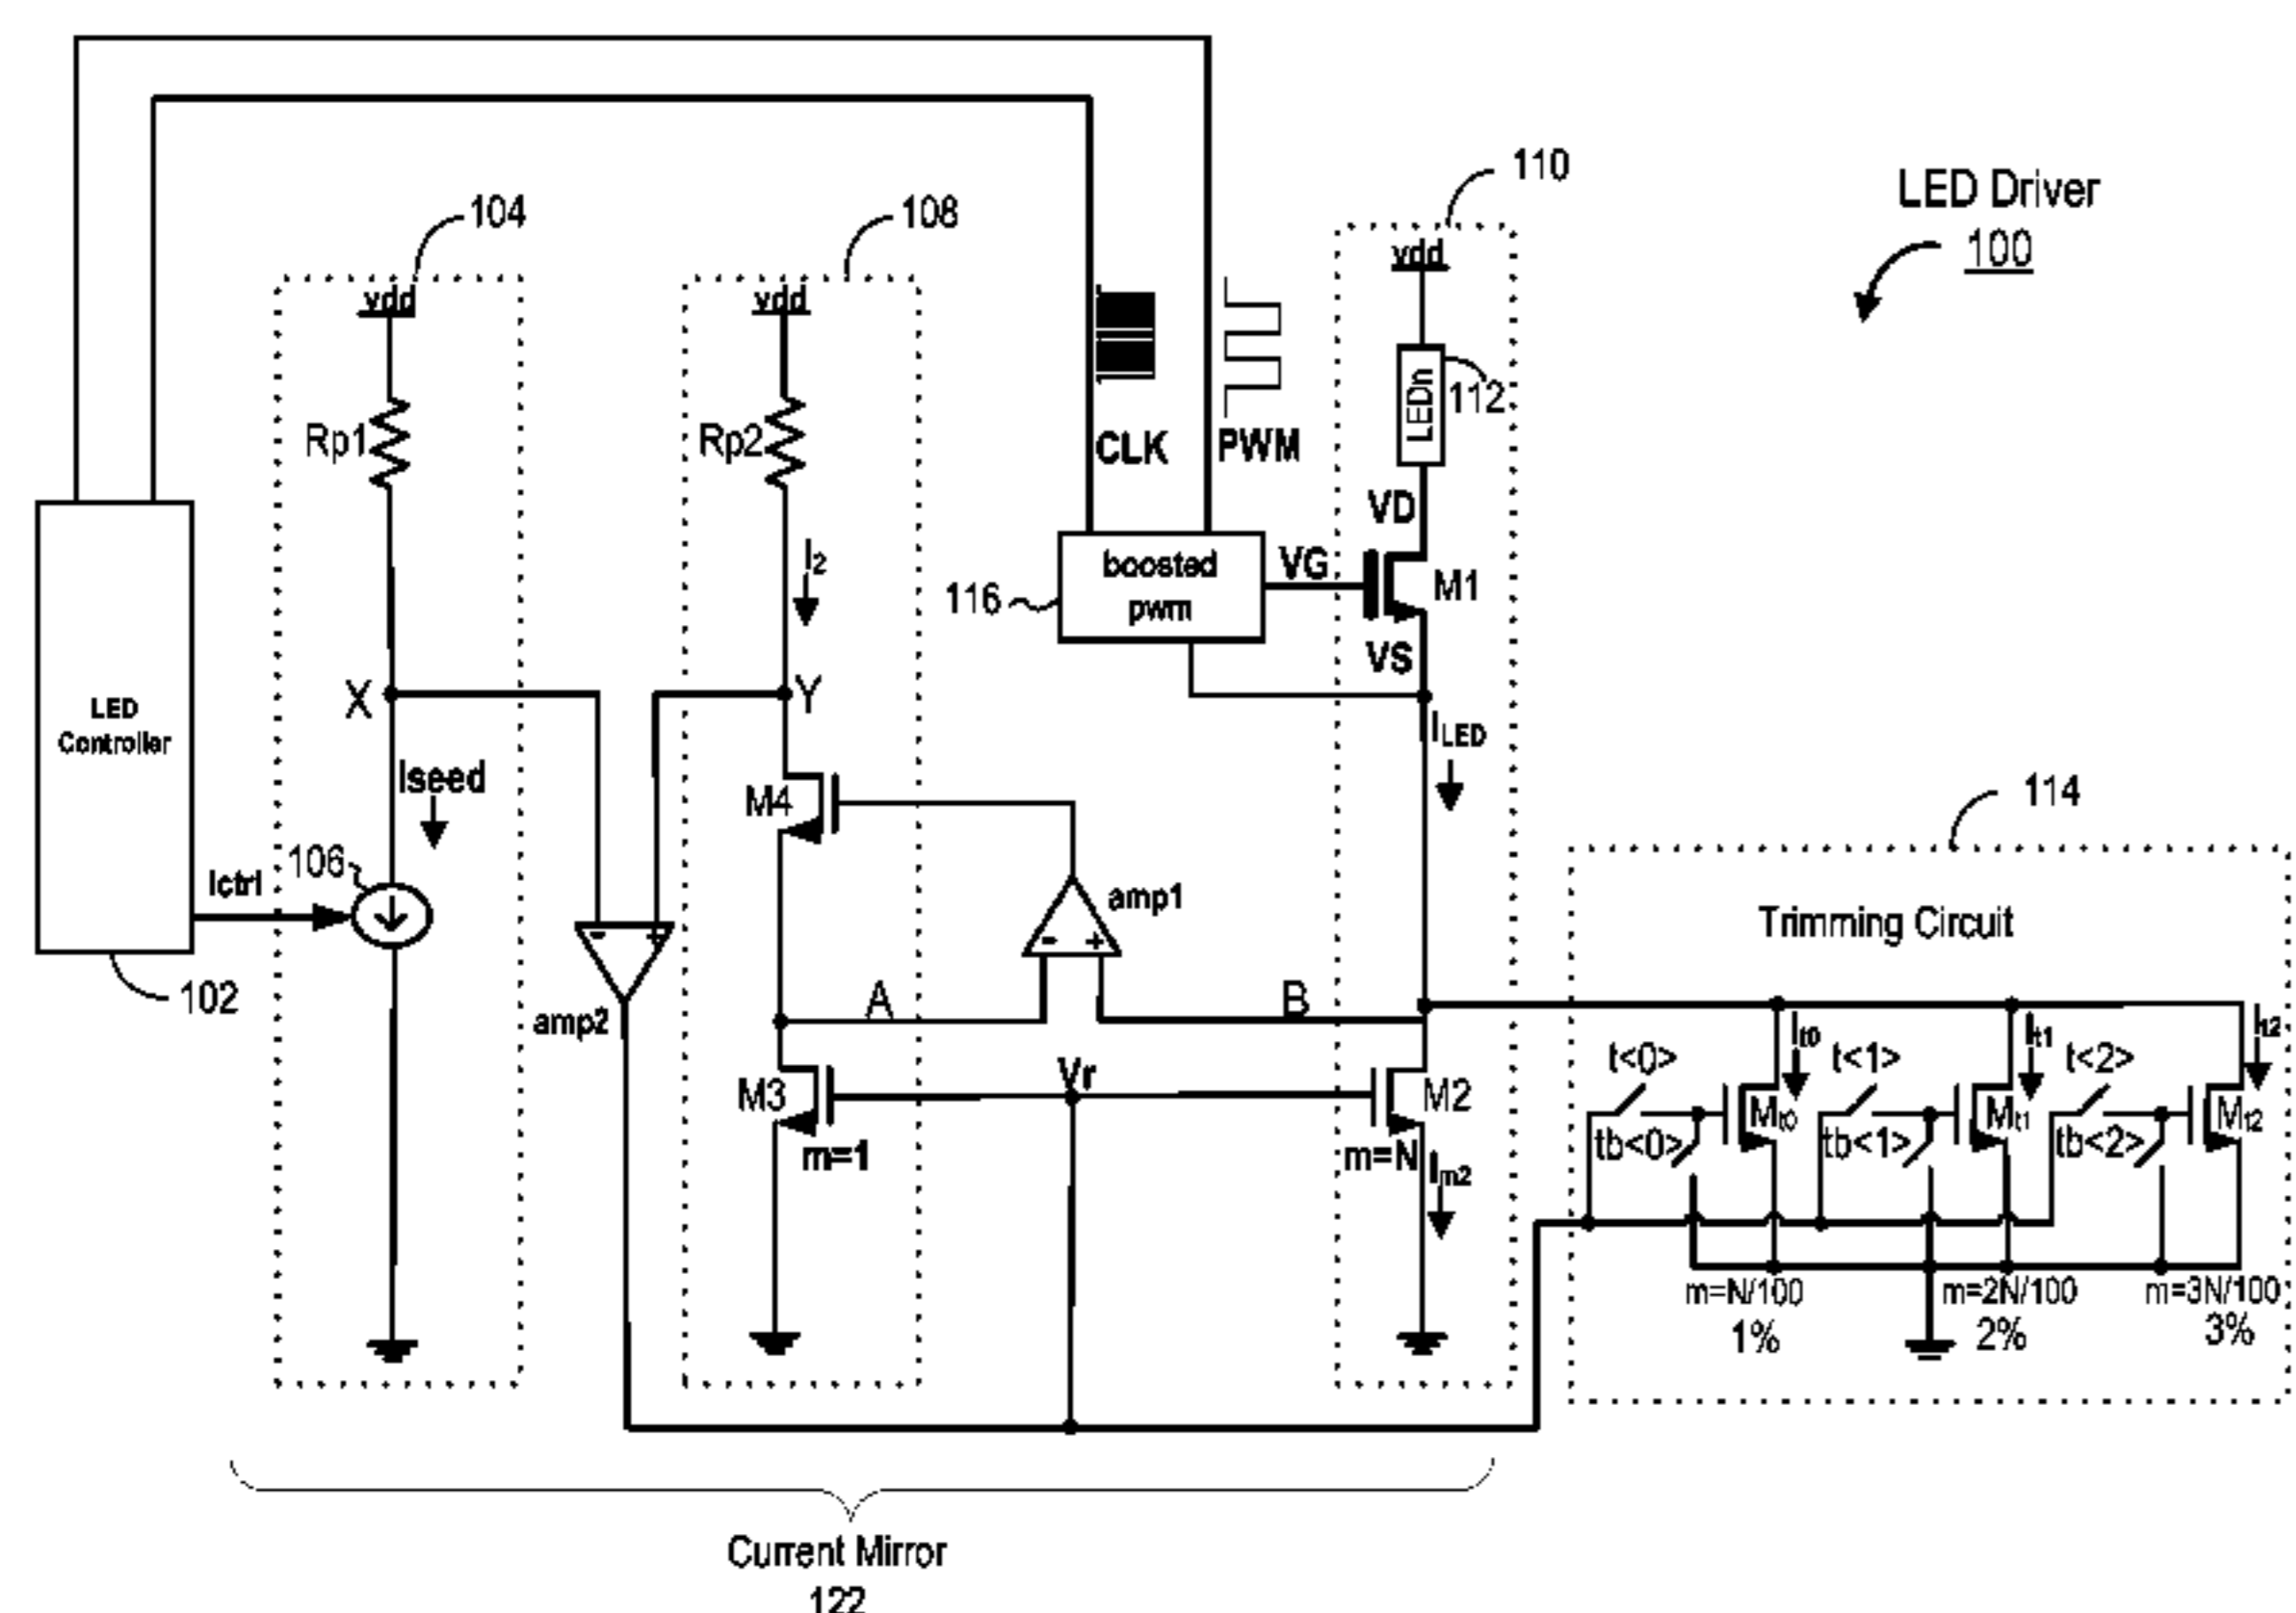 LED Driver
100
110
104
108
vdd
vdd
vdd
LEDn
112
Rp1
Rp2
CLK
PWM
VD
I2
boosted
pwm
116
VG
M1
VS
X
Y
LED
Controller
ILED
Iseed
M4
106
Ictrl
114
amp1
Trimming Circuit
- +
- +
102
amp2
A
B
It0
It1
It2
t<0>
t<1>
t<2>
M3
Vr
M2
Mt0
Mt1
Mt2
tb<0>
tb<1>
tb<2>
m=1
m=N
Im2
m=N/100
m=2N/100
m=3N/100
1%
2%
3%
Current Mirror
122